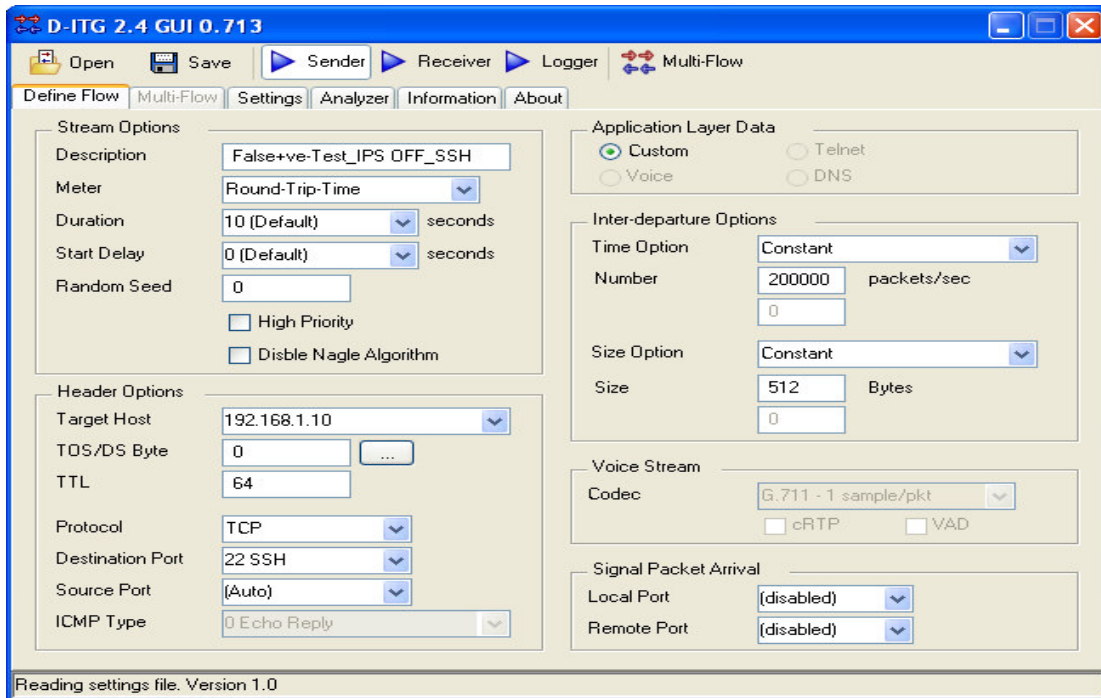 D-ITG 2.4 GUI 0.713
Open Save Sender Receiver Logger Multi-Flow
Define Flow Multi-Flow Settings Analyzer Information About
Stream Options
Description False+ve-Test_IPS OFF_SSH
Meter Round-Trip-Time
Duration 10 (Default) seconds
Start Delay 0 (Default) seconds
Random Seed 0
High Priority
Disble Nagle Algorithm
Header Options
Target Host 192.168.1.10
TOS/DS Byte 0 ...
TTL 64
Protocol TCP
Destination Port 22 SSH
Source Port (Auto)
ICMP Type 0 Echo Reply
Application Layer Data
Custom Telnet
Voice DNS
Inter-departure Options
Time Option Constant
Number 200000 packets/sec
0
Size Option Constant
Size 512 Bytes
0
Voice Stream
Codec G.711 - 1 sample/pkt
cRTP VAD
Signal Packet Arrival
Local Port (disabled)
Remote Port (disabled)
Reading settings file. Version 1.0